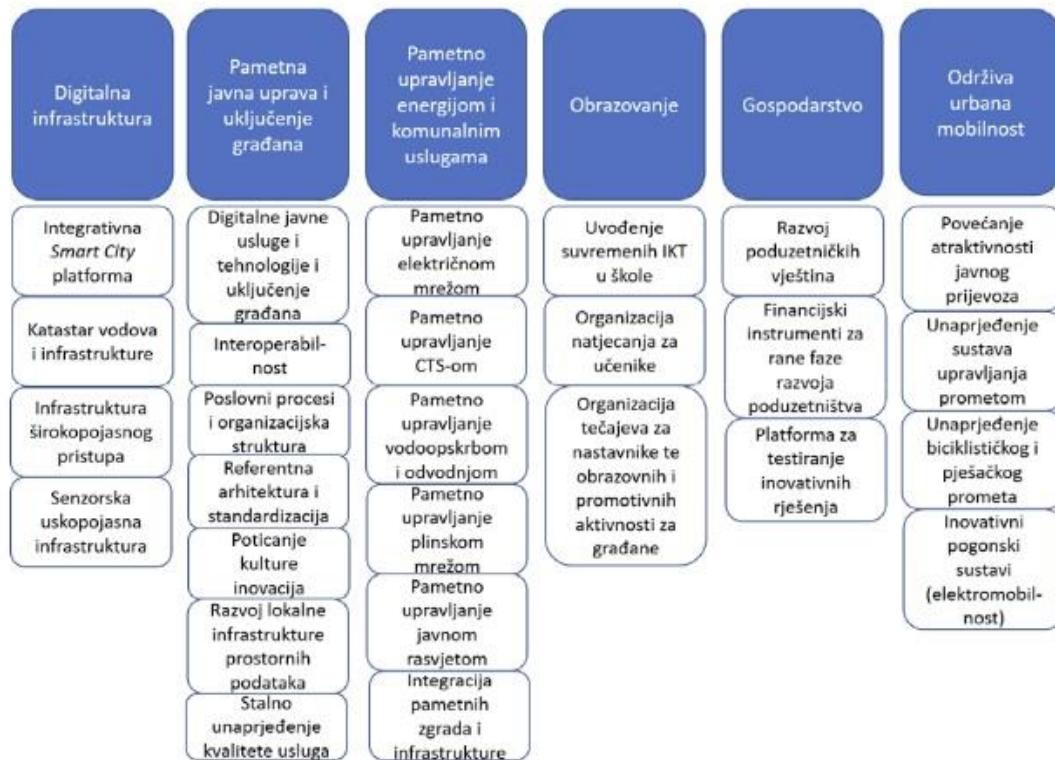 Digitalna
infrastruktura
Integrativna
Smart City
platforma
Katastar vodova
i infrastrukture
Infrastruktura
širokopojasnog
pristupa
Senzorska
uskopojasna
infrastruktura
Pametna
javna uprava i
uključenje
građana
Digitalne javne
usluge i
tehnologije i
uključenje
građana
Interoperabil-
nost
Poslovni procesi
i organizacijska
struktura
Referentna
arhitektura i
standardizacija
Poticanje
kulture
inovacija
Razvoj lokalne
infrastrukture
prostornih
podataka
Stalno
unaprjeđenje
kvalitete usluga
Pametno
upravljanje
energijom i
komunalnim
uslugama
Pametno
upravljanje
električnom
mrežom
Pametno
upravljanje
CTS-om
Pametno
upravljanje
vodoopskrbom
i odvodnjom
Pametno
upravljanje
plinskom
mrežom
Pametno
upravljanje
javnom
rasvjetom
Integracija
pametnih
zgrada i
infrastrukture
Obrazovanje
Uvođenje
suvremenih IKT
u škole
Organizacija
natjecanja za
učenike
Organizacija
tečajeva za
nastavnike te
obrazovnih i
promotivnih
aktivnosti za
građane
Gospodarstvo
Razvoj
poduzetničkih
vještina
Financijski
instrumenti za
rane faze
razvoja
poduzetništva
Platforma za
testiranje
inovativnih
rješenja
Održiva
urbana
mobilnost
Povećanje
atraktivnosti
javnog
prijevoza
Unaprjeđenje
sustava
upravljanja
prometom
Unaprjeđenje
biciklističkog i
pješačkog
prometa
Inovativni
pogonski
sustavi
(elektromobil-
nost)